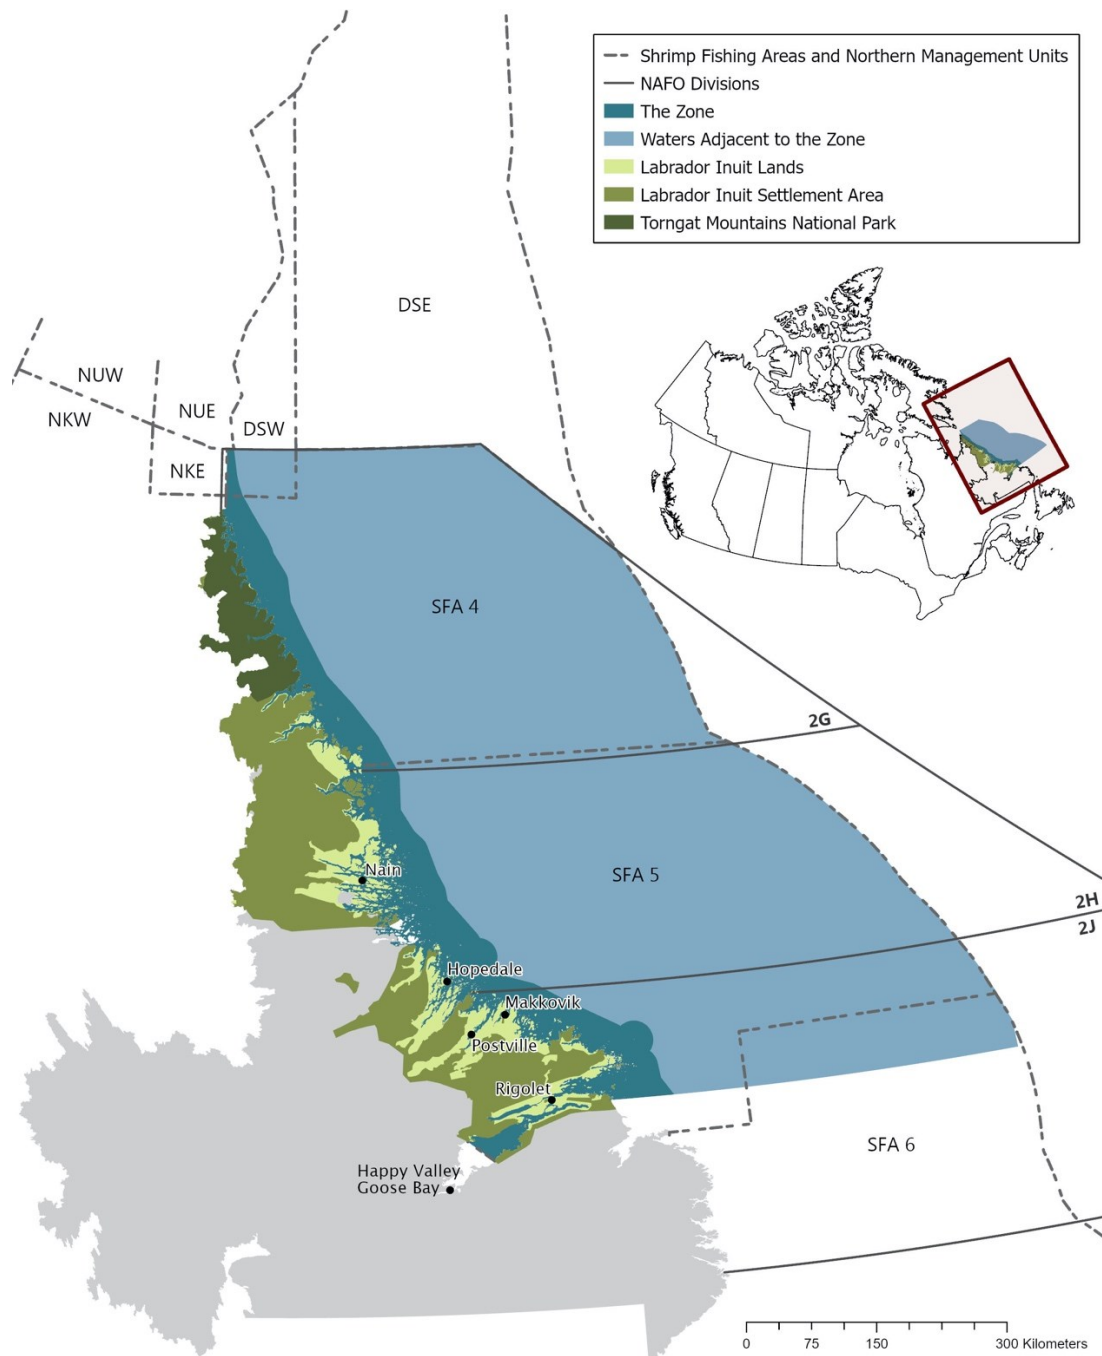 Shrimp Fishing Areas and Northern Management Units
NAFO Divisions
The Zone
Waters Adjacent to the Zone
Labrador Inuit Lands
Labrador Inuit Settlement Area
Torngat Mountains National Park
DSE
NUW
NKW
NUE
DSW
NKE
SFA 4
2G
Nain
SFA 5
2H
2J
Hopedale
Makkovik
Postville
Rigolet
SFA 6
Happy Valley
Goose Bay
0 75 150 300 Kilometers